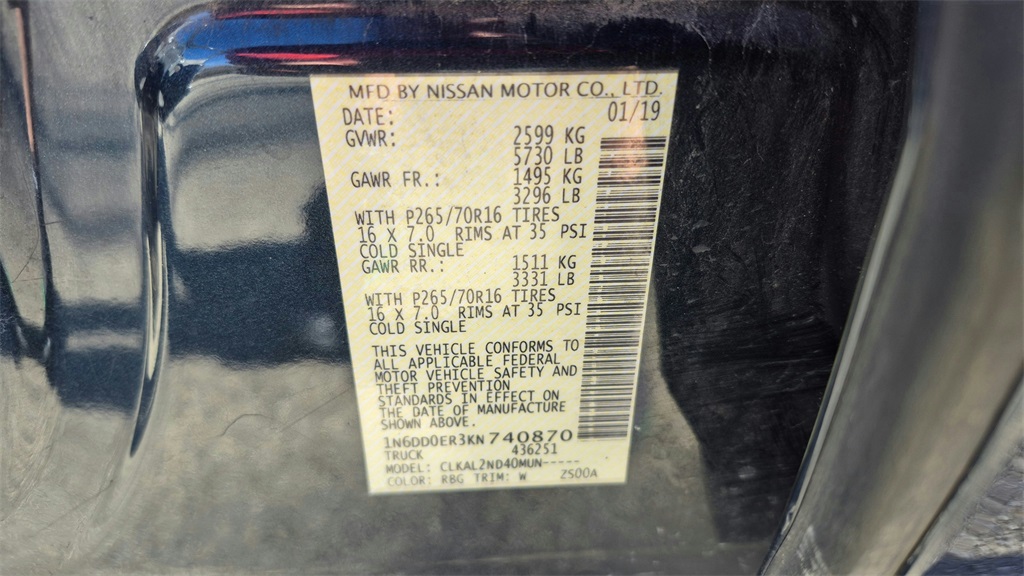 MFD BY NISSAN MOTOR CO., LTD.
DATE: 01/19
GVWR: 2599 KG
5730 LB
GAWR FR.: 1495 KG
3296 LB
WITH P265/70R16 TIRES
16 X 7.0 RIMS AT 35 PSI
COLD SINGLE
GAWR RR.: 1511 KG
3331 LB
WITH P265/70R16 TIRES
16 X 7.0 RIMS AT 35 PSI
COLD SINGLE
THIS VEHICLE CONFORMS TO
ALL APPLICABLE FEDERAL
MOTOR VEHICLE SAFETY AND
THEFT PREVENTION
STANDARDS IN EFFECT ON
THE DATE OF MANUFACTURE
SHOWN ABOVE.
1N6DD0ER3KN740870
TRUCK 436251
MODEL: CLKAL2ND40MUN-----
COLOR: RBG TRIM: W ZS00A